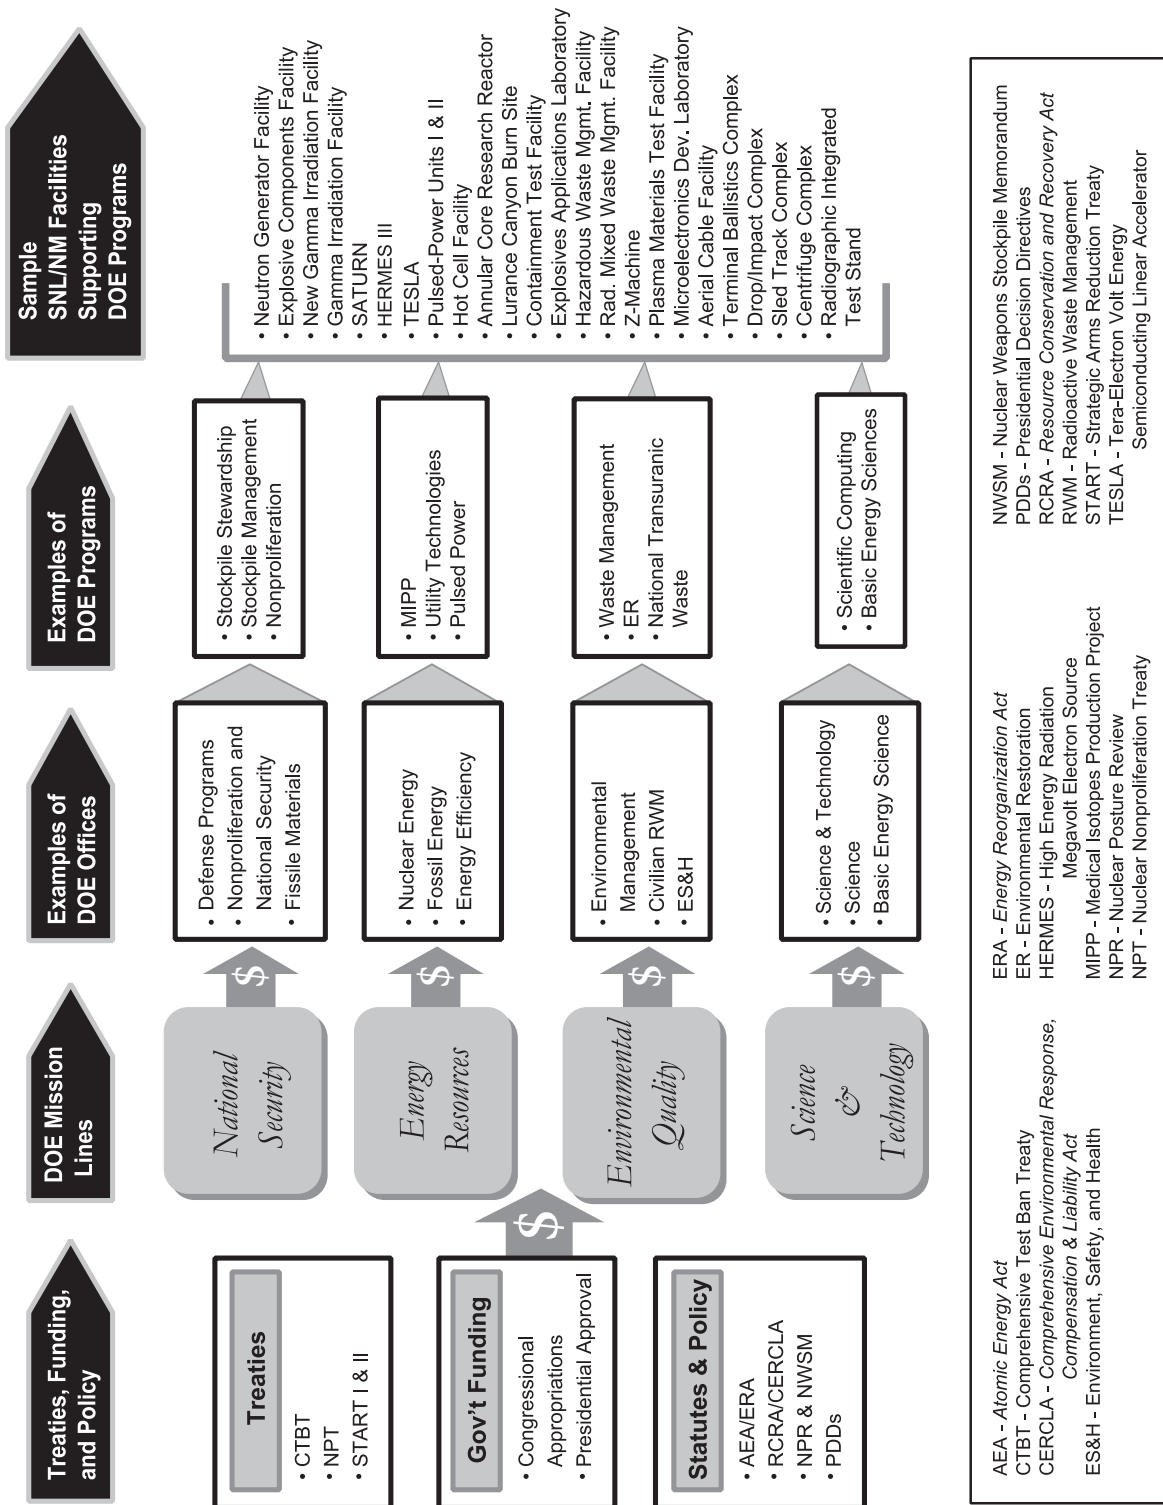 Treaties, Funding,
and Policy
DOE Mission
Lines
Examples of
DOE Offices
Examples of
DOE Programs
Sample
SNL/NM Facilities
Supporting
DOE Programs
Treaties
• CTBT
• NPT
• START I & II
Gov't Funding
• Congressional
Appropriations
• Presidential Approval
Statutes & Policy
• AEA/ERA
• RCRA/CERCLA
• NPR & NWSM
• PDDs
$
National
Security
$
Energy
Resources
$
Environmental
Quality
$
Science
&
Technology
$
• Defense Programs
• Nonproliferation and
National Security
• Fissile Materials
• Nuclear Energy
• Fossil Energy
• Energy Efficiency
• Environmental
Management
• Civilian RWM
• ES&H
• Science & Technology
• Science
• Basic Energy Science
• Stockpile Stewardship
• Stockpile Management
• Nonproliferation
• MIPP
• Utility Technologies
• Pulsed Power
• Waste Management
• ER
• National Transuranic
Waste
• Scientific Computing
• Basic Energy Sciences
• Neutron Generator Facility
• Explosive Components Facility
• New Gamma Irradiation Facility
• Gamma Irradiation Facility
• SATURN
• HERMES III
• TESLA
• Pulsed-Power Units I & II
• Hot Cell Facility
• Annular Core Research Reactor
• Lurance Canyon Burn Site
• Containment Test Facility
• Explosives Applications Laboratory
• Hazardous Waste Mgmt. Facility
• Rad. Mixed Waste Mgmt. Facility
• Z-Machine
• Plasma Materials Test Facility
• Microelectronics Dev. Laboratory
• Aerial Cable Facility
• Terminal Ballistics Complex
• Drop/Impact Complex
• Sled Track Complex
• Centrifuge Complex
• Radiographic Integrated
Test Stand
AEA - Atomic Energy Act
CTBT - Comprehensive Test Ban Treaty
CERCLA - Comprehensive Environmental Response,
Compensation & Liability Act
ES&H - Environment, Safety, and Health
ERA - Energy Reorganization Act
ER - Environmental Restoration
HERMES - High Energy Radiation
Megavolt Electron Source
MIPP - Medical Isotopes Production Project
NPR - Nuclear Posture Review
NPT - Nuclear Nonproliferation Treaty
NWSM - Nuclear Weapons Stockpile Memorandum
PDDs - Presidential Decision Directives
RCRA - Resource Conservation and Recovery Act
RWM - Radioactive Waste Management
START - Strategic Arms Reduction Treaty
TESLA - Tera-Electron Volt Energy
Semiconducting Linear Accelerator